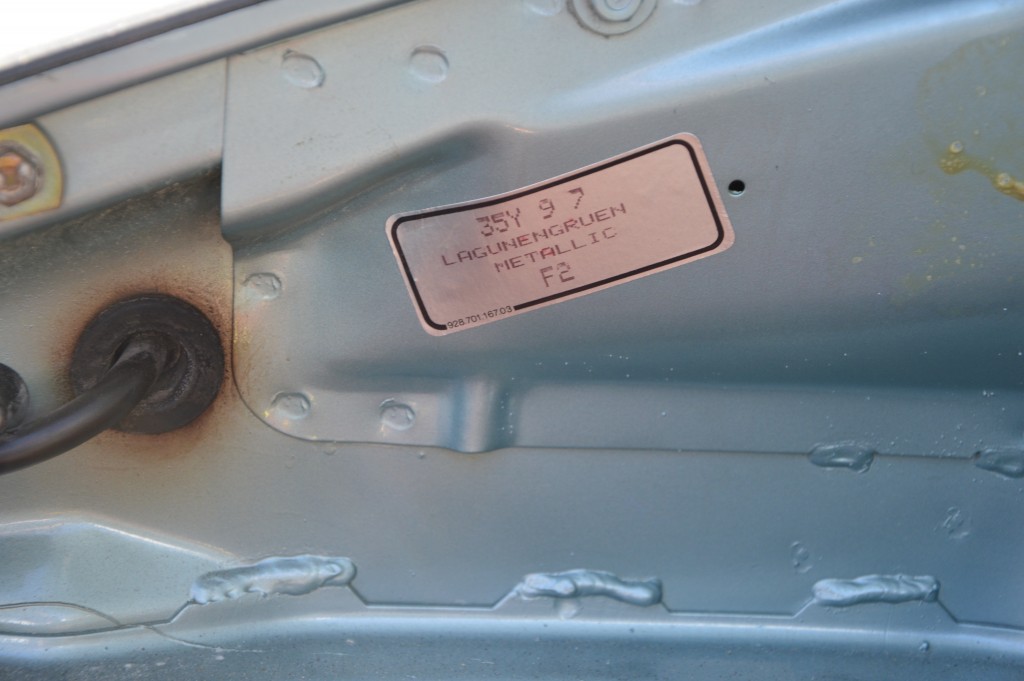 35Y 9 7
LAGUNENGRUEN
METALLIC
F2
928.701.167.03